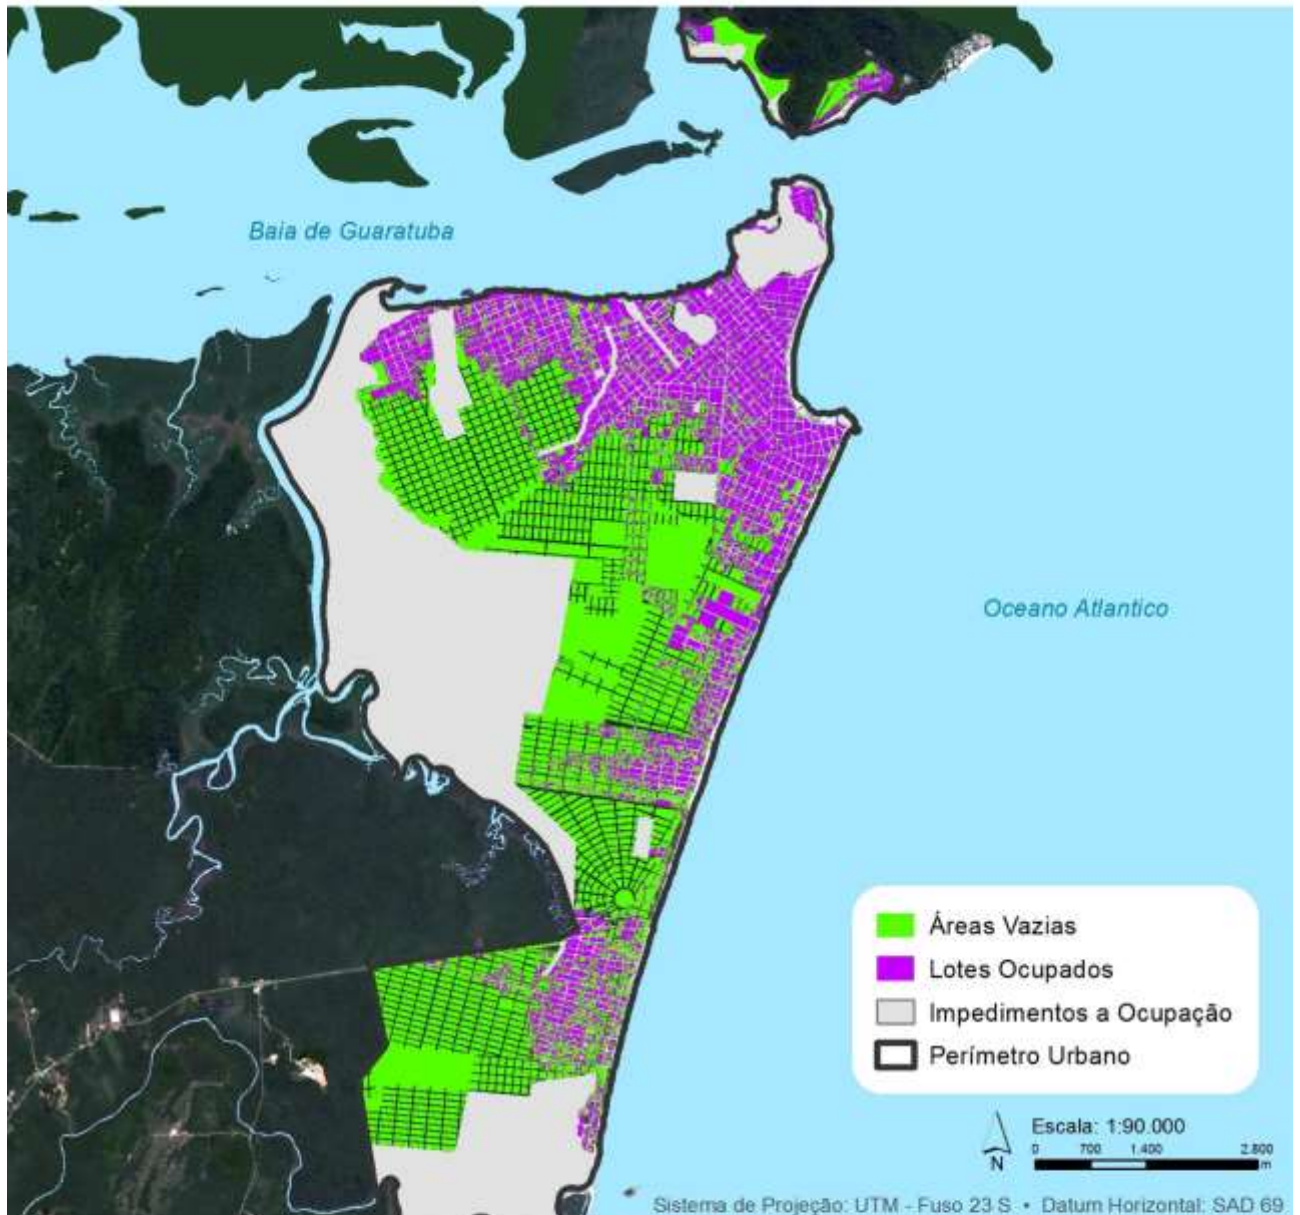 Baia de Guaratuba
Oceano Atlantico
Áreas Vazias
Lotes Ocupados
Impedimentos a Ocupação
Perímetro Urbano
Escala: 1:90.000
0 700 1.400 2.800
m
N
Sistema de Projeção: UTM - Fuso 23 S • Datum Horizontal: SAD 69